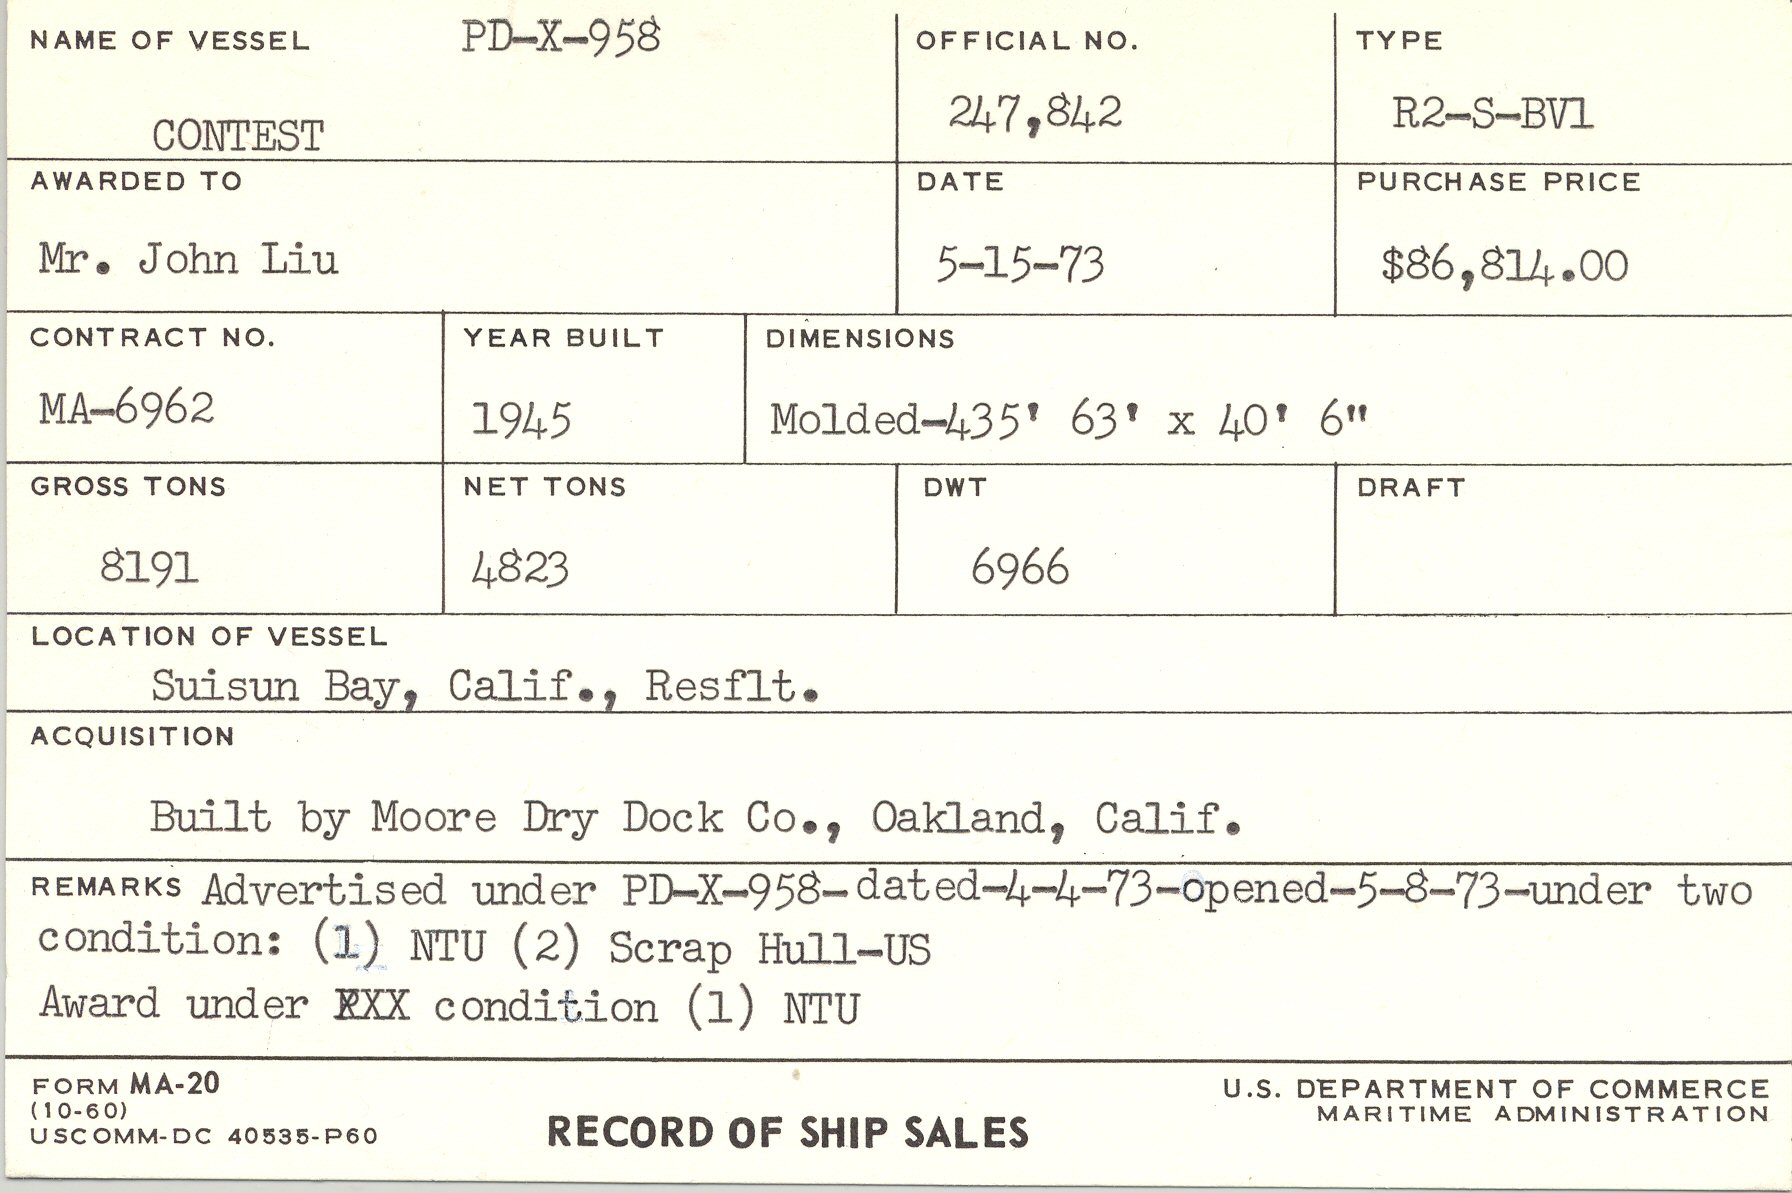 NAME OF VESSEL PD-X-958
CONTEST
OFFICIAL NO.
247,842
TYPE
R2-S-BV1
AWARDED TO
Mr. John Liu
DATE
5-15-73
PURCHASE PRICE
$86,814.00
CONTRACT NO.
MA-6962
YEAR BUILT
1945
DIMENSIONS
Molded-435' 63' x 40' 6"
GROSS TONS
8191
NET TONS
4823
DWT
6966
DRAFT
LOCATION OF VESSEL
Suisun Bay, Calif., Resflt.
ACQUISITION
Built by Moore Dry Dock Co., Oakland, Calif.
REMARKS Advertised under PD-X-958-dated-4-4-73-opened-5-8-73-under two
condition: (1) NTU (2) Scrap Hull-US
Award under XXX condition (1) NTU
FORM MA-20
(10-60)
USCOMM-DC 40535-P60
RECORD OF SHIP SALES
U.S. DEPARTMENT OF COMMERCE
MARITIME ADMINISTRATION